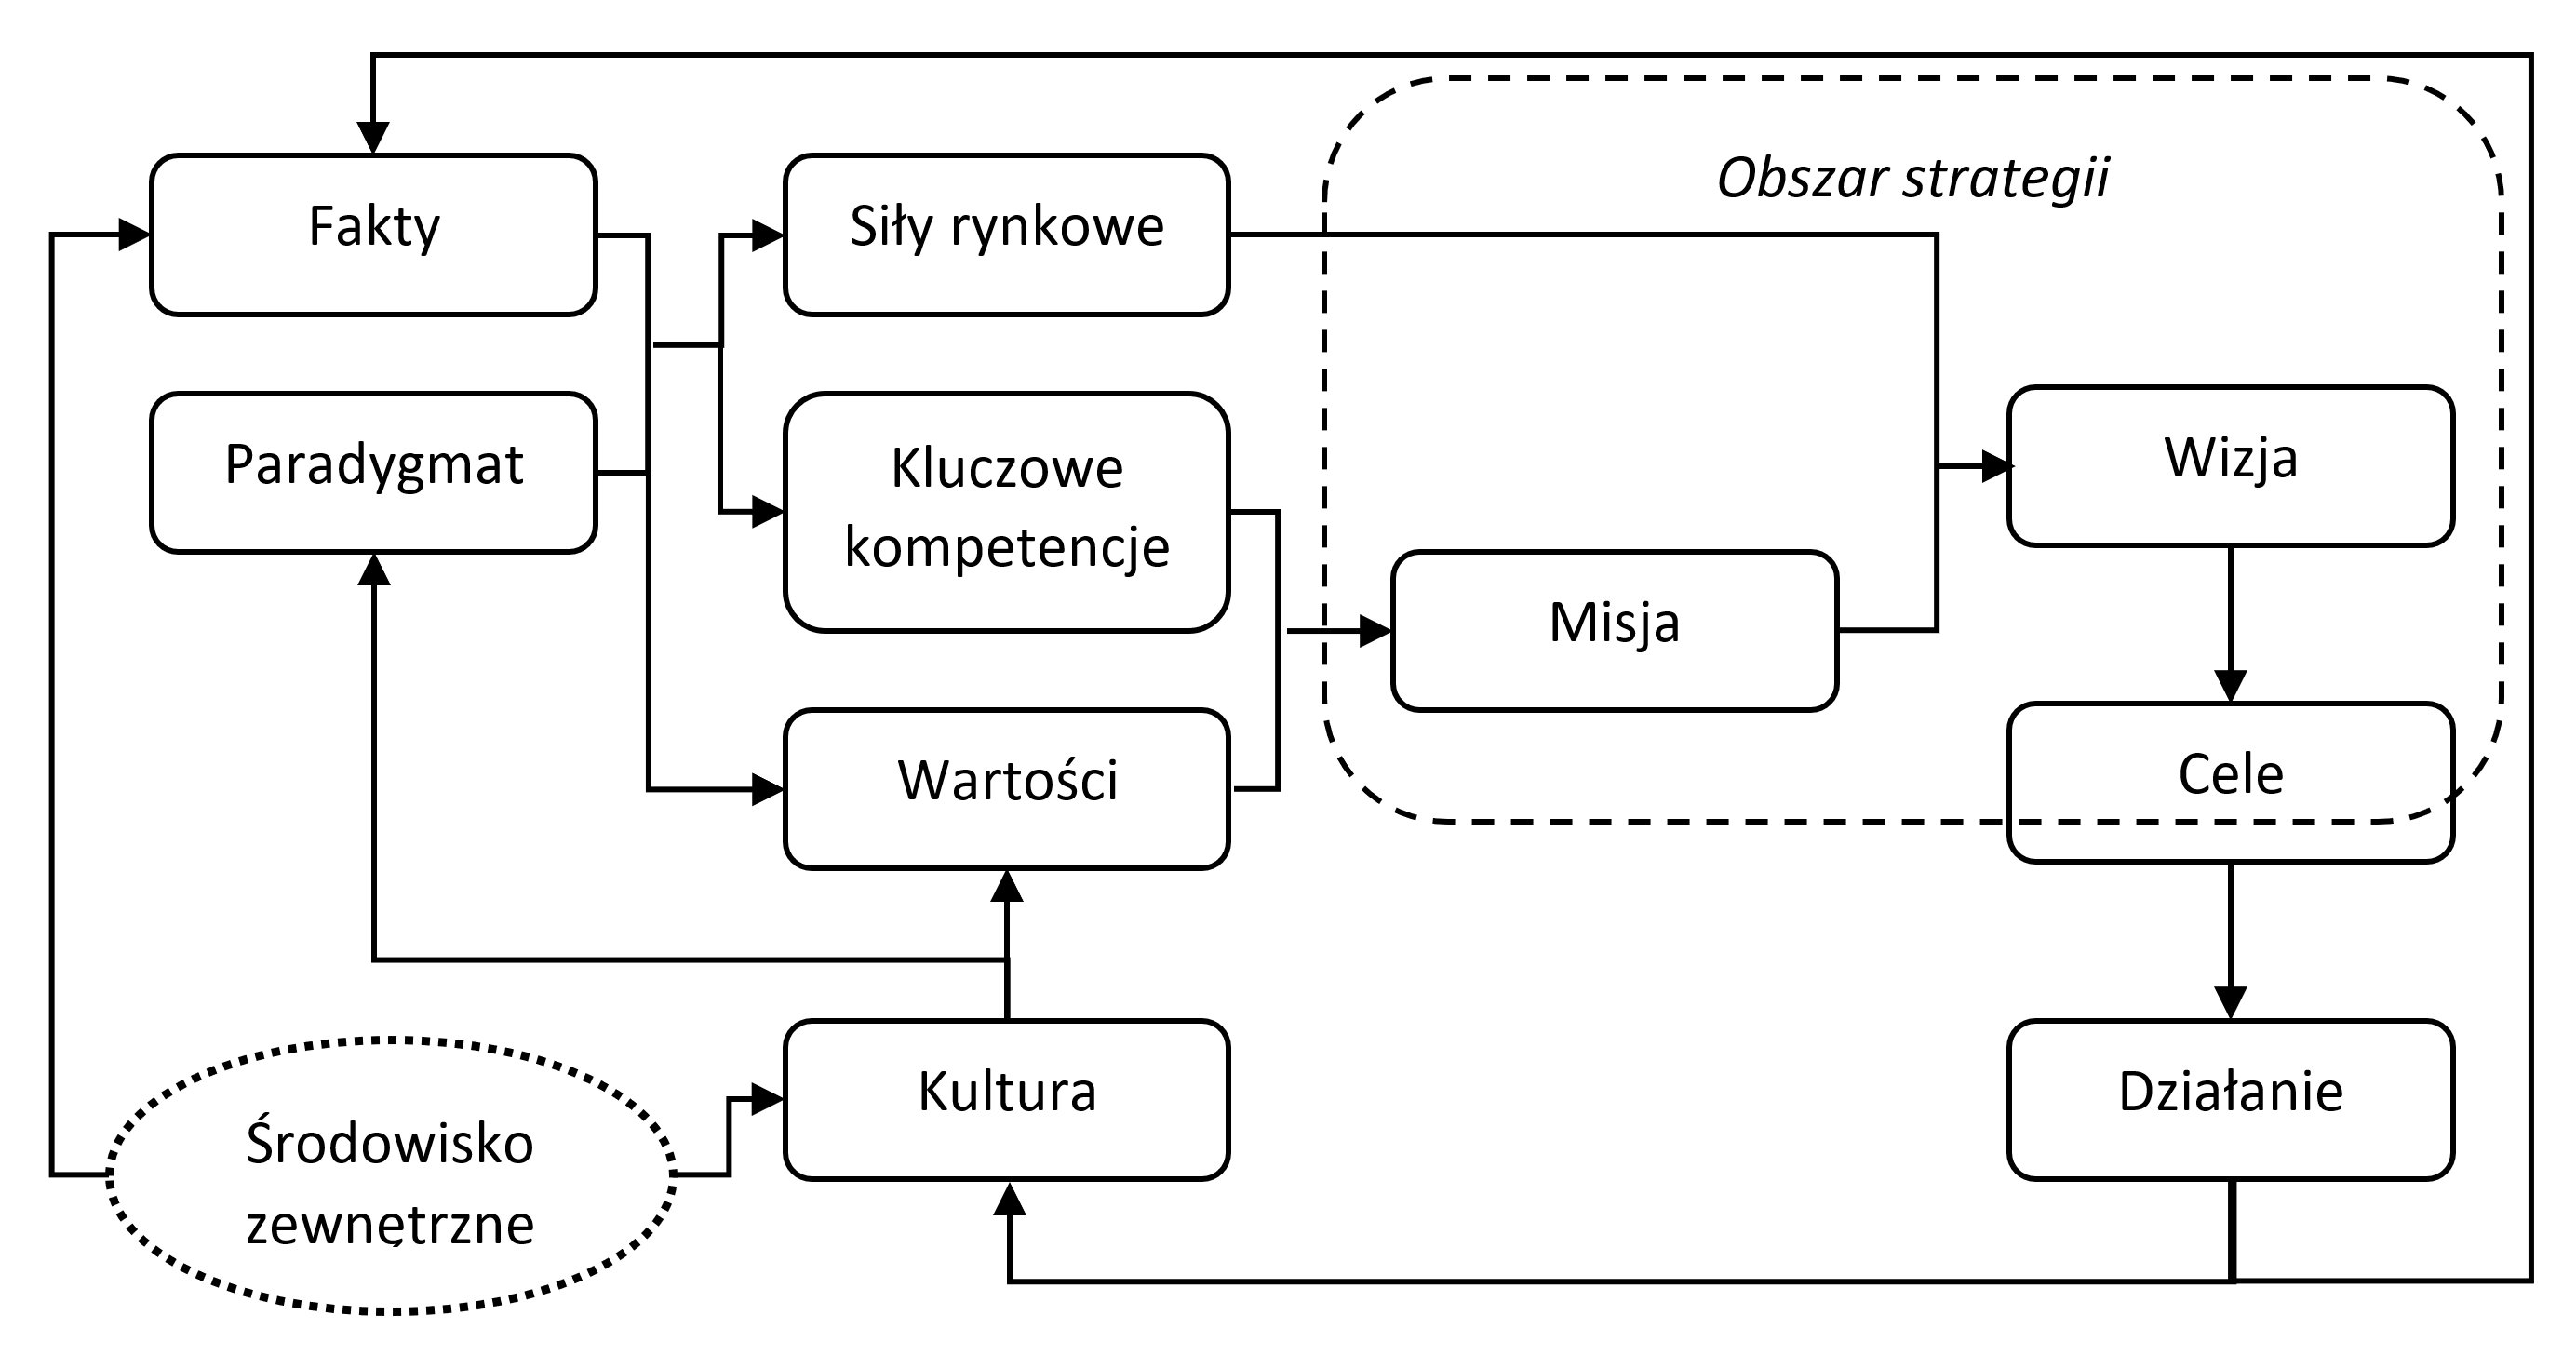 Obszar strategii
Fakty
Siły rynkowe
Paradygmat
Kluczowe
kompetencje
Wizja
Misja
Wartości
Cele
Kultura
Działanie
Środowisko
zewnętrzne